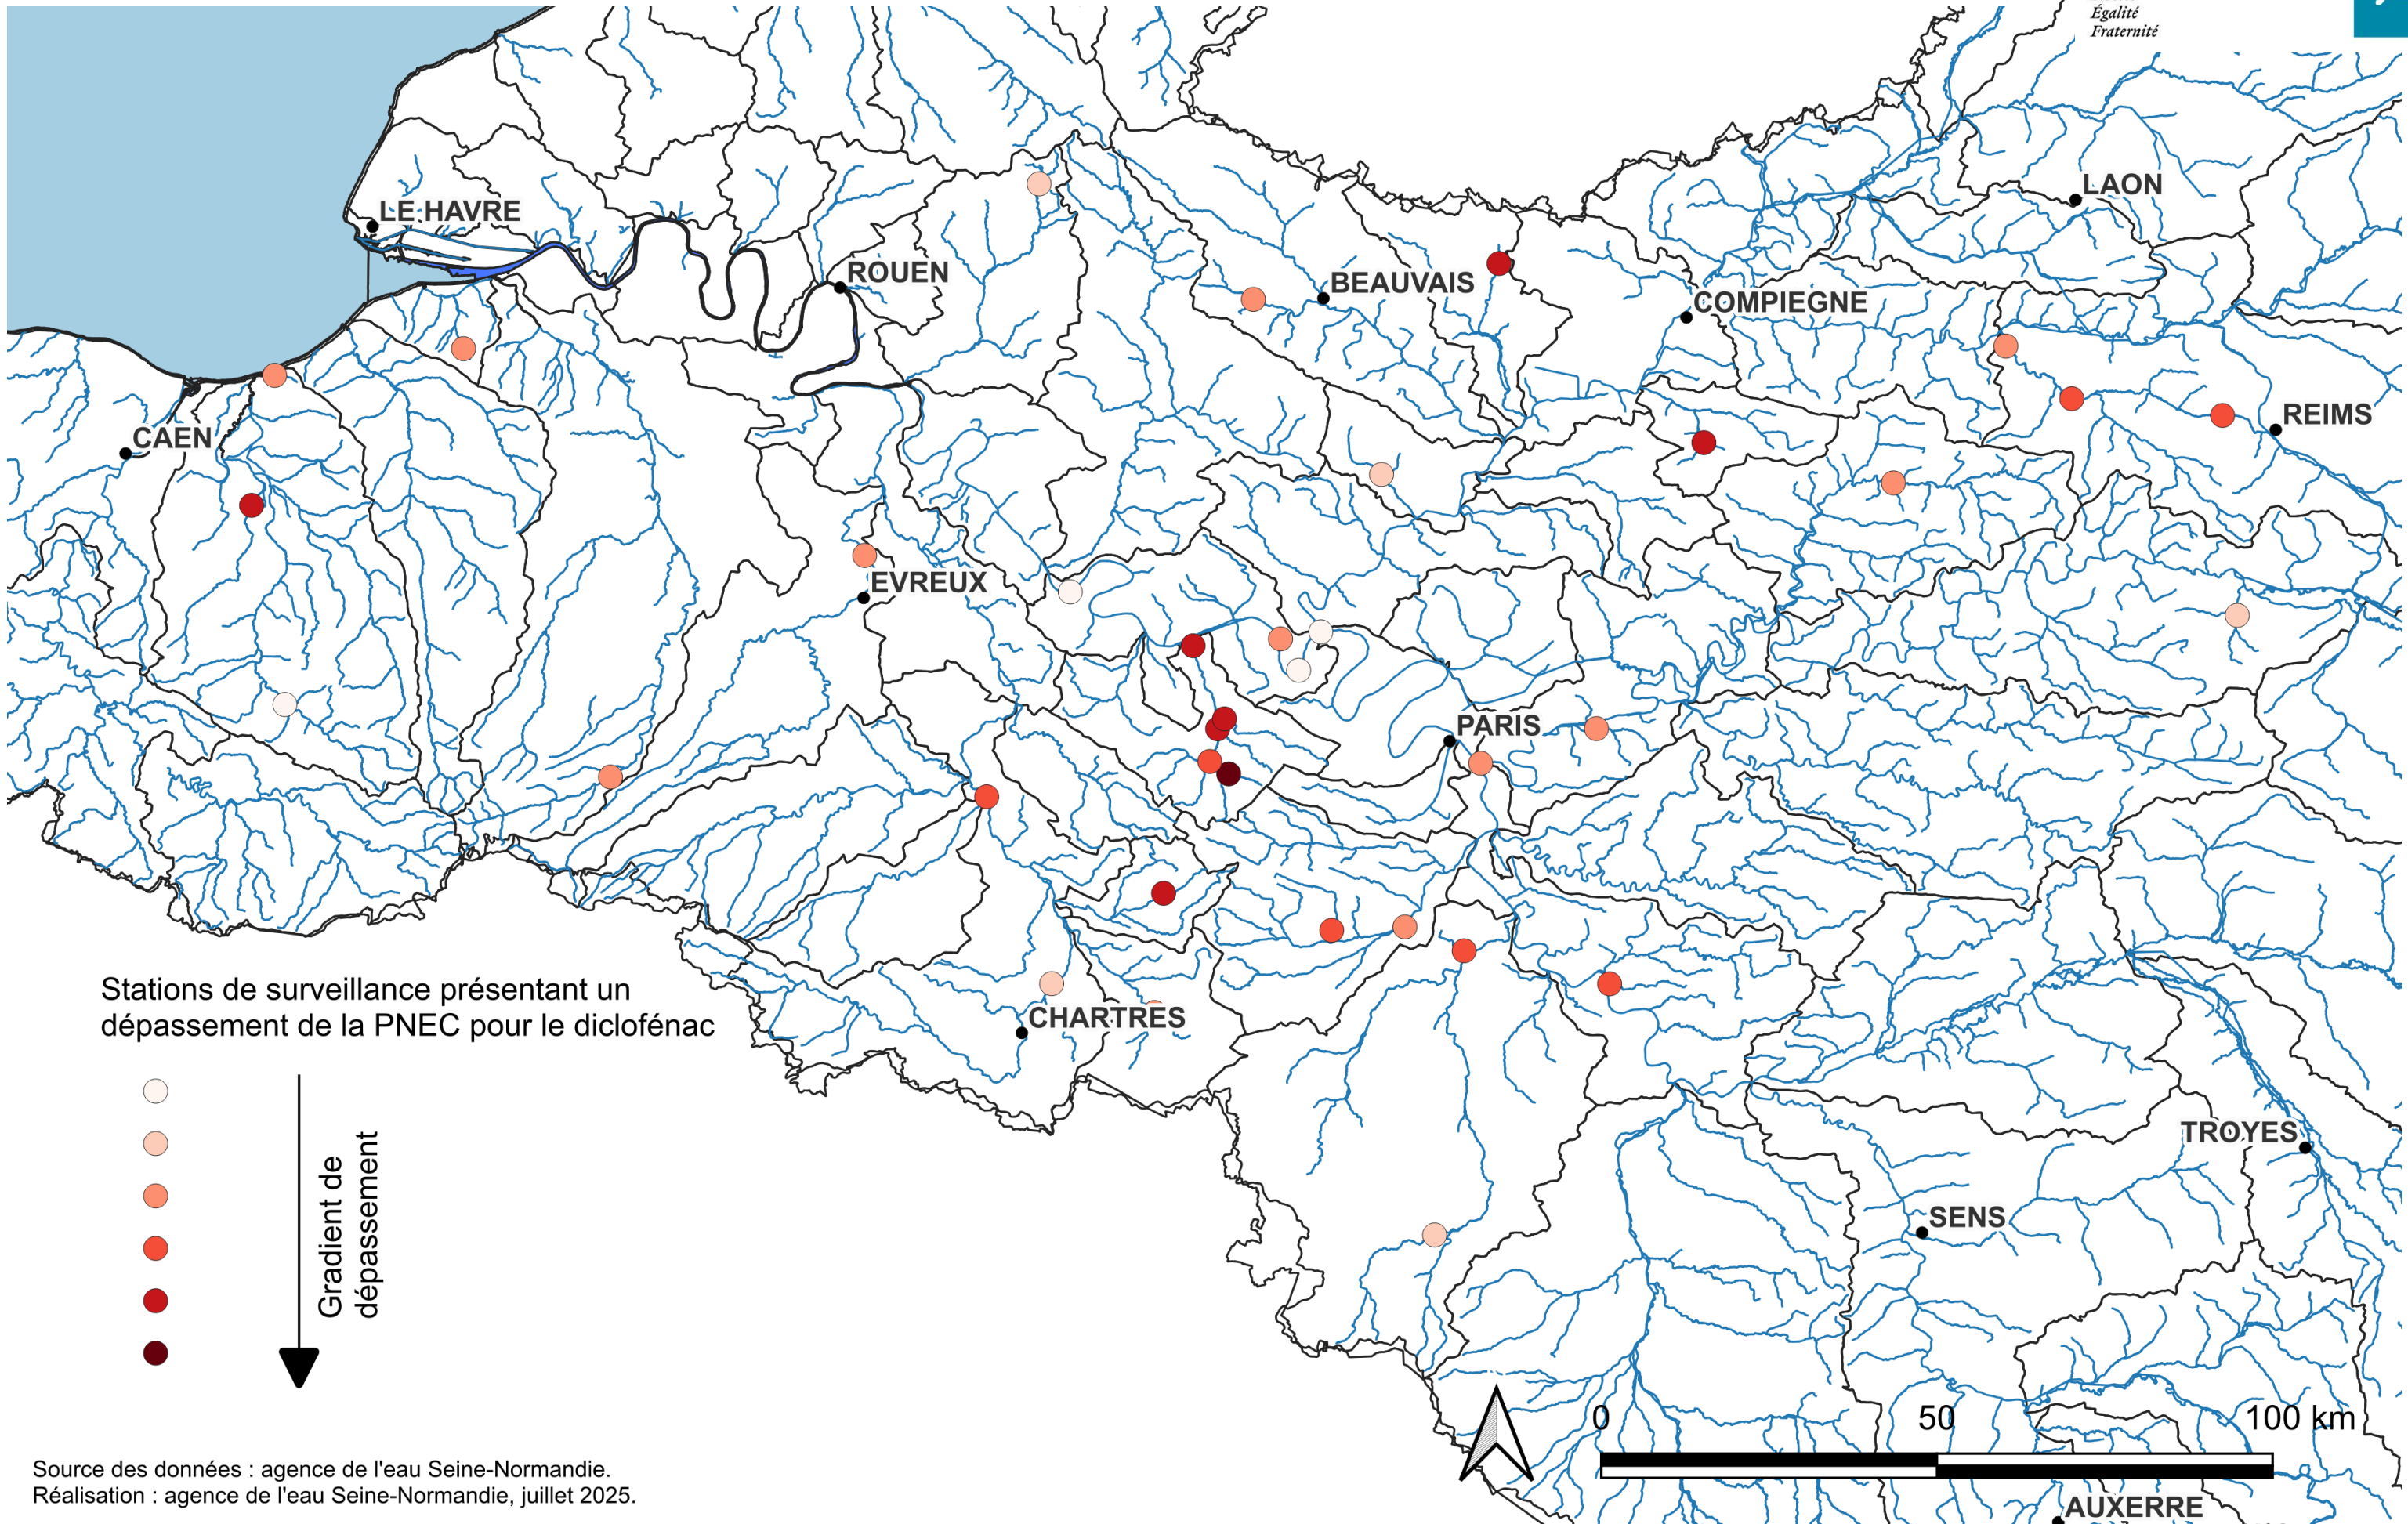 Égalité
Fraternité
LAON
LE HAVRE
ROUEN
BEAUVAIS
COMPIEGNE
REIMS
CAEN
EVREUX
PARIS
CHARTRES
Stations de surveillance présentant un
dépassement de la PNEC pour le diclofénac
Gradient de
dépassement
TROYES
SENS
0 50 100 km
Source des données : agence de l'eau Seine-Normandie.
Réalisation : agence de l'eau Seine-Normandie, juillet 2025.
AUXERRE